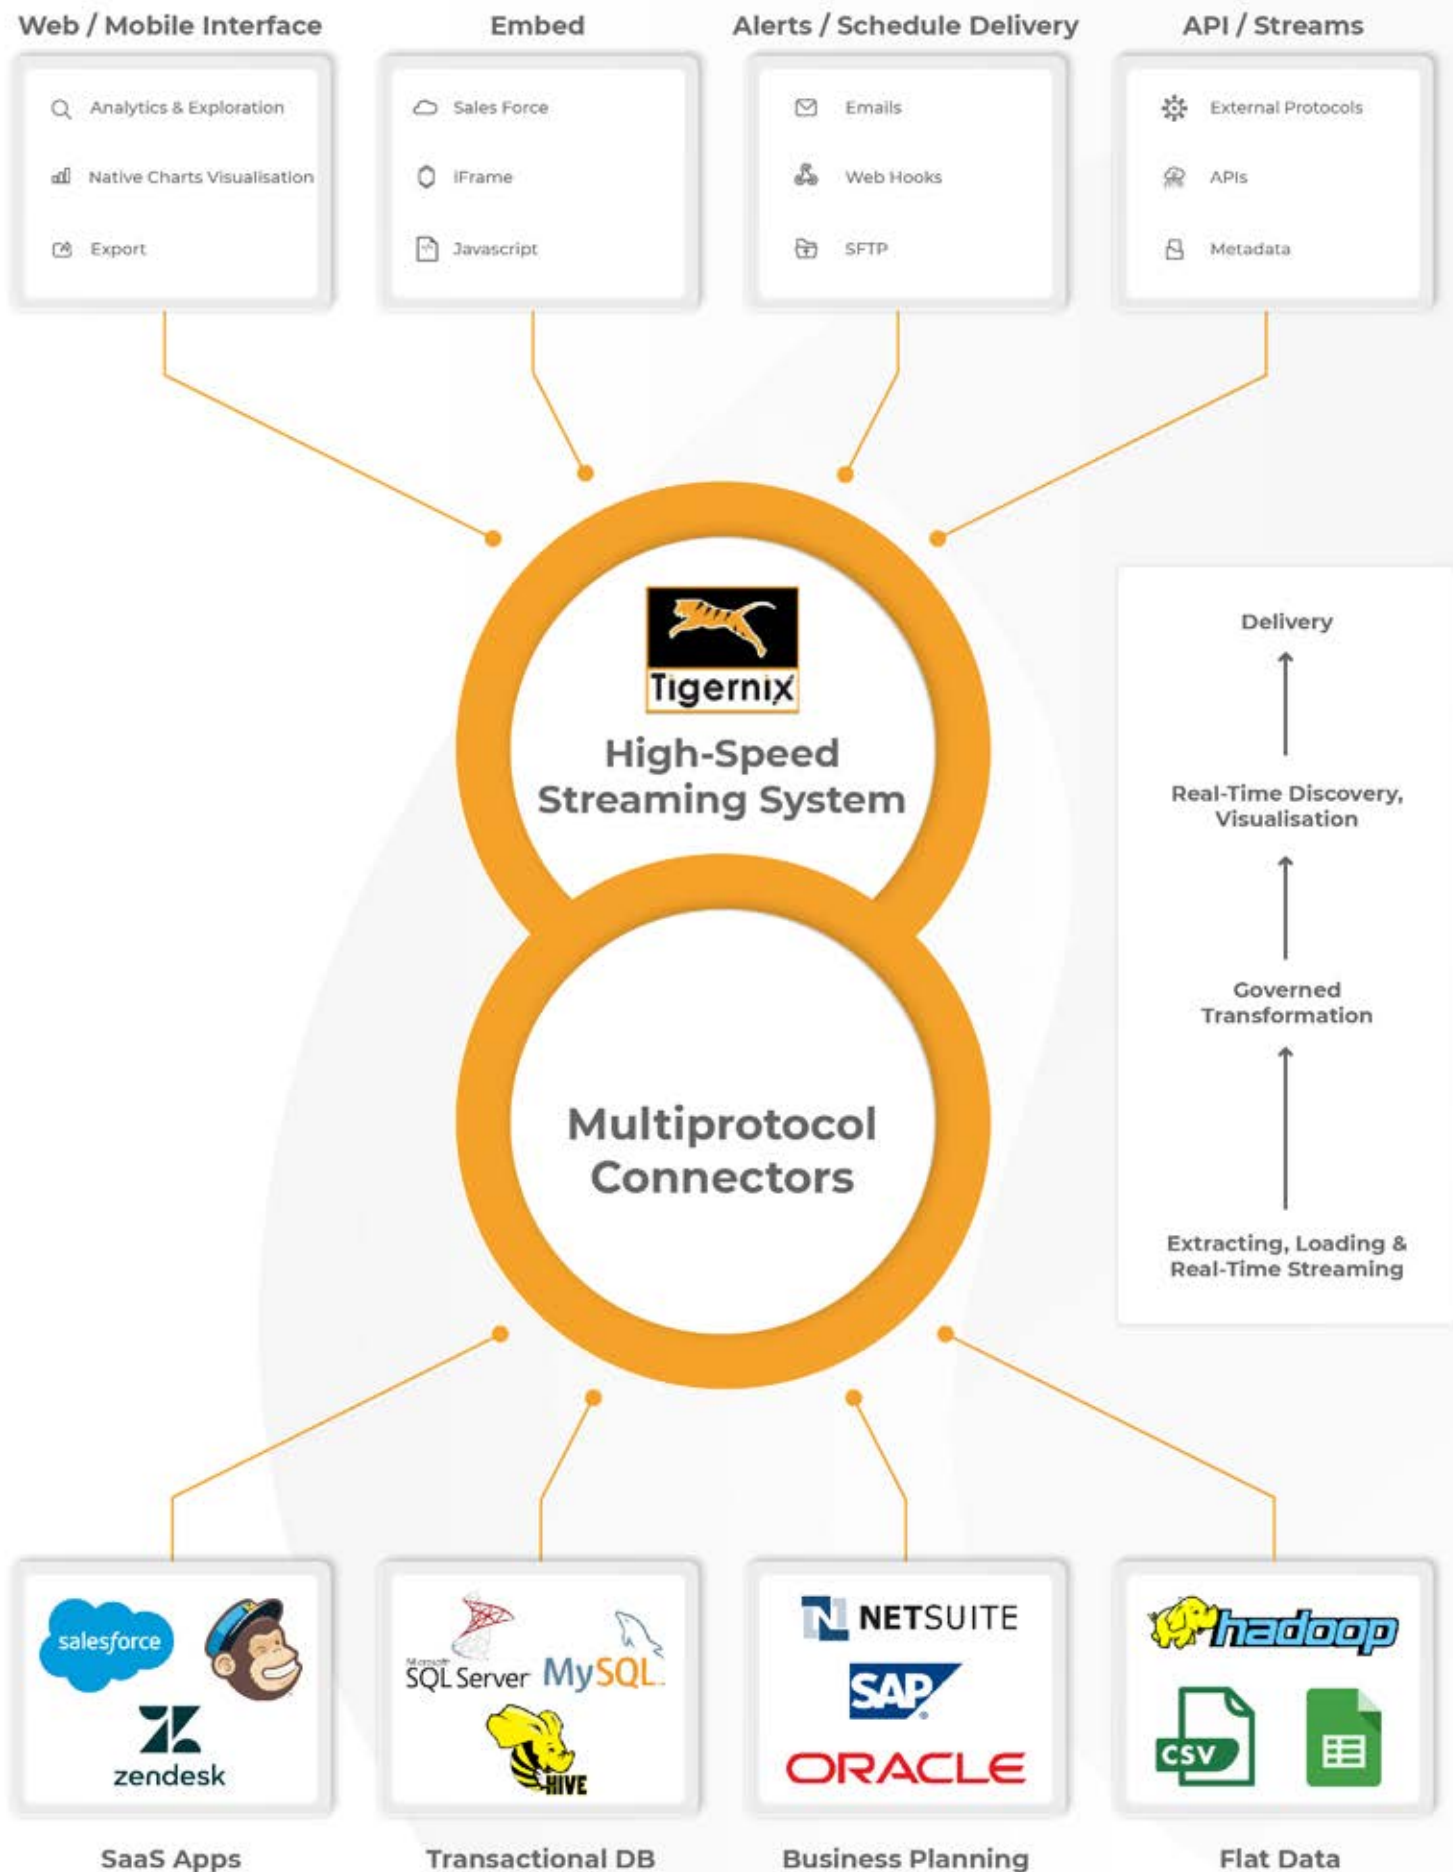 Web / Mobile Interface
Analytics & Exploration
Native Charts Visualisation
Export
Embed
Sales Force
iFrame
Javascript
Alerts / Schedule Delivery
Emails
Web Hooks
SFTP
API / Streams
External Protocols
APIs
Metadata
Tigernix
High-Speed
Streaming System
Multiprotocol
Connectors
Delivery
Real-Time Discovery,
Visualisation
Governed
Transformation
Extracting, Loading &
Real-Time Streaming
salesforce
zendesk
SaaS Apps
Microsoft
SQL Server
MySQL
HIVE
Transactional DB
N
NETSUITE
SAP
ORACLE
Business Planning
hadoop
CSV
Flat Data